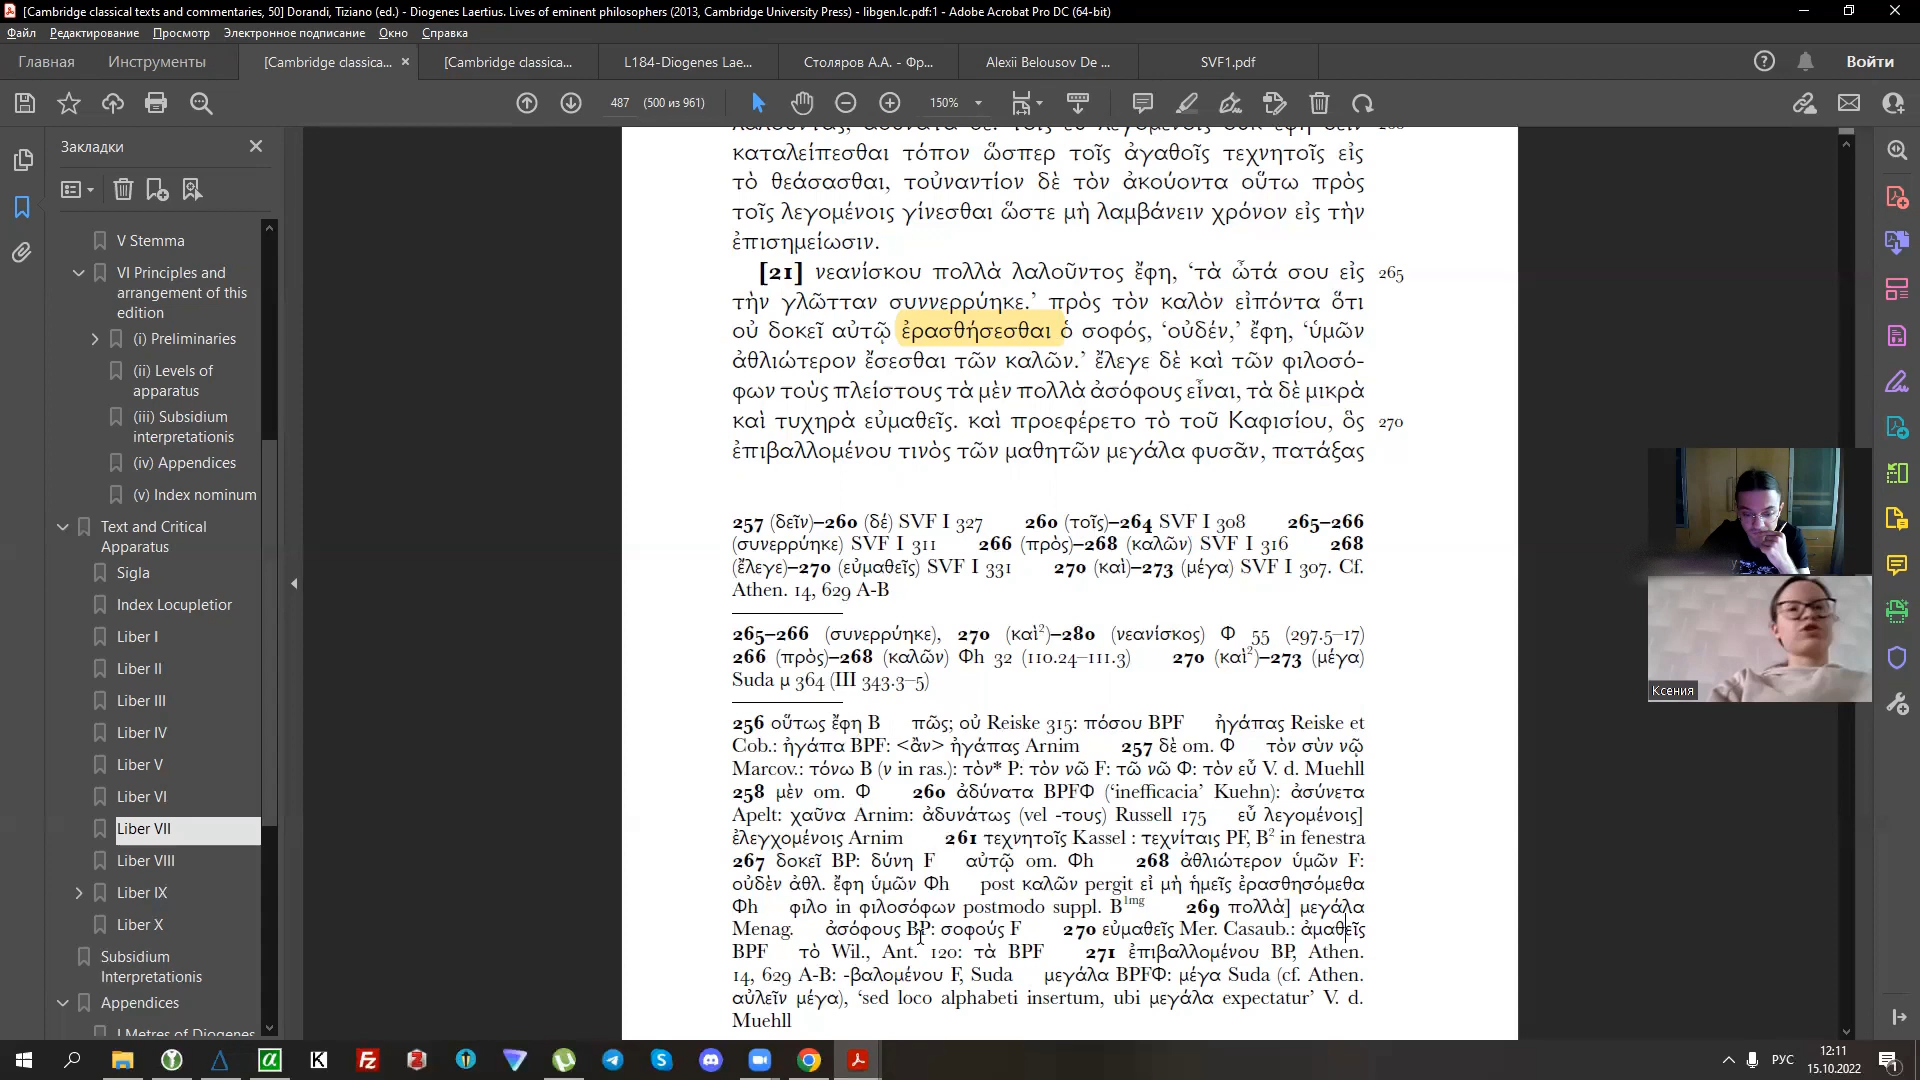 [Cambridge classical texts and commentaries, 50] Dorandi, Tiziano (ed.) - Diogenes Laertius. Lives of eminent philosophers (2013, Cambridge University Press) - libgen.lc.pdf:1 - Adobe Acrobat Pro DC (64-bit)
Файл Редактирование Просмотр Электронное подписание Окно Справка
Главная Инструменты [Cambridge classica... [Cambridge classica... L184-Diogenes Lae... Столяров А.А. - Фр... Alexii Belousov De ... SVF1.pdf Войти
487 (500 из 961) 150%
Закладки
V Stemma
VI Principles and
arrangement of this
edition
(i) Preliminaries
(ii) Levels of
apparatus
(iii) Subsidium
interpretationis
(iv) Appendices
(v) Index nominum
Text and Critical
Apparatus
Sigla
Index Locupletior
Liber I
Liber II
Liber III
Liber IV
Liber V
Liber VI
Liber VII
Liber VIII
Liber IX
Liber X
Subsidium
Interpretationis
Appendices
I Metres of Diogenes
καταλείπεσθαι τόπον ὥσπερ τοῖς ἀγαθοῖς τεχνητοῖς εἰς
τὸ θεάσασθαι, τοὐναντίον δὲ τὸν ἀκούοντα οὕτω πρὸς
τοῖς λεγομένοις γίνεσθαι ὥστε μὴ λαμβάνειν χρόνον εἰς τὴν
ἐπισημείωσιν.
[21] νεανίσκου πολλὰ λαλοῦντος ἔφη, ‘τὰ ὦτά σου εἰς 265
τὴν γλῶτταν συννερρύηκε.’ πρὸς τὸν καλὸν εἰπόντα ὅτι
οὐ δοκεῖ αὐτῷ ἐρασθήσεσθαι ὁ σοφός, ‘οὐδέν,’ ἔφη, ‘ὑμῶν
ἀθλιώτερον ἔσεσθαι τῶν καλῶν.’ ἔλεγε δὲ καὶ τῶν φιλοσό-
φων τοὺς πλείστους τὰ μὲν πολλὰ ἀσόφους εἶναι, τὰ δὲ μικρὰ
καὶ τυχηρὰ εὐμαθεῖς. καὶ προεφέρετο τὸ τοῦ Καφισίου, ὃς 270
ἐπιβαλλομένου τινὸς τῶν μαθητῶν μεγάλα φυσᾶν, πατάξας
257 (δεῖν)–260 (δέ) SVF I 327 260 (τοῖς)–264 SVF I 308 265–266
(συνερρύηκε) SVF I 311 266 (πρὸς)–268 (καλῶν) SVF I 316 268
(ἔλεγε)–270 (εὐμαθεῖς) SVF I 331 270 (καὶ)–273 (μέγα) SVF I 307. Cf.
Athen. 14, 629 A-B
265–266 (συνερρύηκε), 270 (καὶ²)–280 (νεανίσκος) Φ 55 (297.5–17)
266 (πρὸς)–268 (καλῶν) Φh 32 (110.24–111.3) 270 (καὶ²)–273 (μέγα)
Suda μ 364 (III 343.3–5)
256 οὕτως ἔφη B πῶς; οὐ Reiske 315: πόσου BPF ἠγάπας Reiske et
Cob.: ἠγάπα BPF: <ἂν> ἠγάπας Arnim 257 δὲ om. Φ τὸν σὺν νῷ
Marcov.: τόνω B (ν in ras.): τὸν* P: τὸν νῶ F: τῶ νῶ Φ: τὸν εὖ V. d. Muehll
258 μὲν om. Φ 260 ἀδύνατα BPFΦ (‘inefficacia’ Kuehn): ἀσύνετα
Apelt: χαῦνα Arnim: ἀδυνάτως (vel -τους) Russell 175 εὖ λεγομένοις]
ἐλεγχομένοις Arnim 261 τεχνητοῖς Kassel : τεχνίταις PF, B² in fenestra
267 δοκεῖ BP: δύνη F αὐτῷ om. Φh 268 ἀθλιώτερον ὑμῶν F:
οὐδὲν ἀθλ. ἔφη ὑμῶν Φh post καλῶν pergit εἰ μὴ ἡμεῖς ἐρασθησόμεθα
Φh φιλο in φιλοσόφων postmodo suppl. B¹ᵐᵍ 269 πολλὰ] μεγάλα
Menag. ἀσόφους BP: σοφούς F 270 εὐμαθεῖς Mer. Casaub.: ἀμαθεῖς
BPF τὸ Wil., Ant. 120: τὰ BPF 271 ἐπιβαλλομένου BP, Athen.
14, 629 A-B: -βαλομένου F, Suda μεγάλα BPFΦ: μέγα Suda (cf. Athen.
αὐλεῖν μέγα), ‘sed loco alphabeti insertum, ubi μεγάλα expectatur’ V. d.
Muehll
Ксения
РУС
12:11
15.10.2022